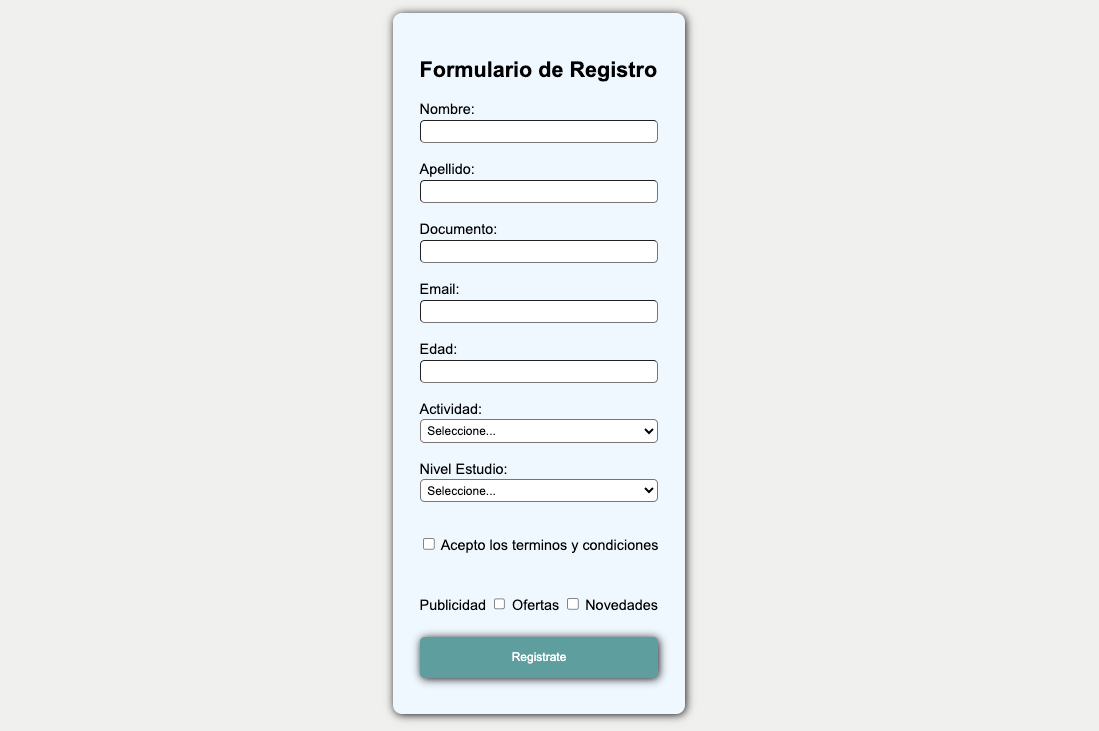 Formulario de Registro
Nombre:
Apellido:
Documento:
Email:
Edad:
Actividad:
Seleccione...
Nivel Estudio:
Seleccione...
Acepto los terminos y condiciones
Publicidad Ofertas Novedades
Registrate